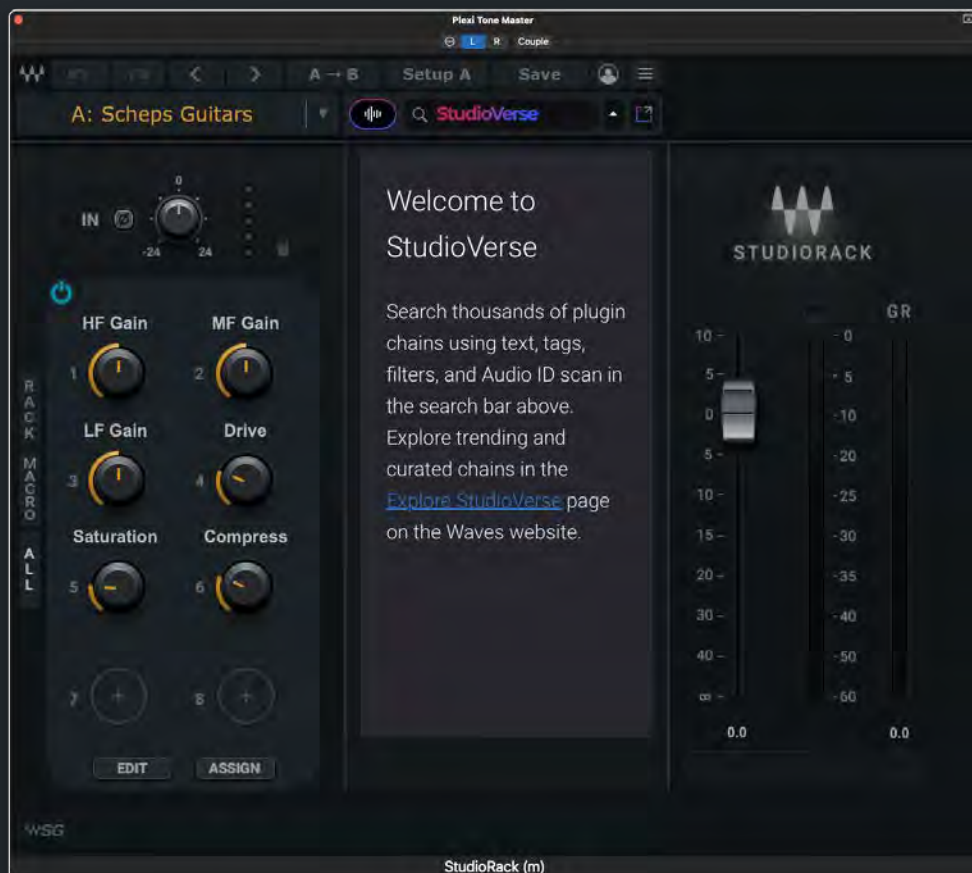 Plexi Tone Master
L R Couple
A → B Setup A Save
A: Scheps Guitars
StudioVerse
0
IN
-24 24
HF Gain MF Gain
1 2
LF Gain Drive
3 4
Saturation Compress
5 6
7 8
EDIT ASSIGN
RACK MACRO
ALL
Welcome to
StudioVerse
Search thousands of plugin
chains using text, tags,
filters, and Audio ID scan in
the search bar above.
Explore trending and
curated chains in the
Explore StudioVerse page
on the Waves website.
STUDIORACK
GR
10 - - 0
5 - - 5
0 -10
5 - -20
10 - -25
15 - -30
20 - -35
30 - -40
40 - -50
∞ - -60
0.0 0.0
WSG
StudioRack (m)